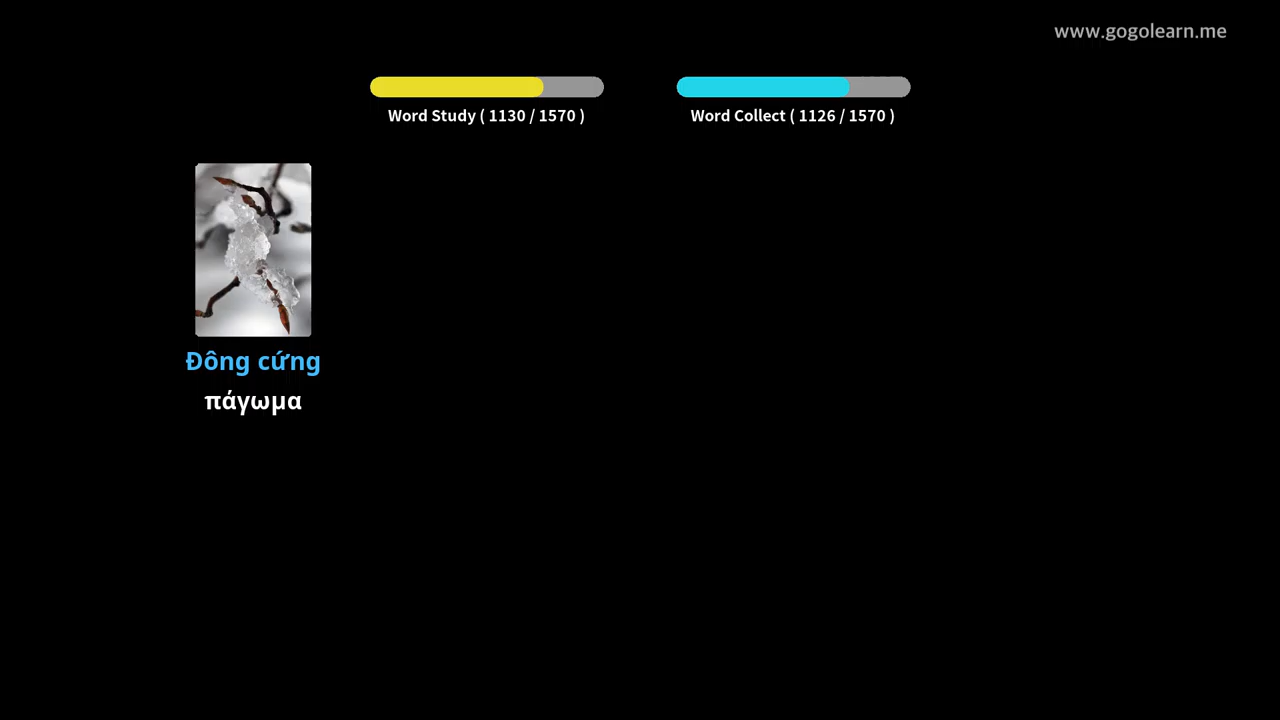 www.gogolearn.me
Word Study ( 1130 / 1570 )
Word Collect ( 1126 / 1570 )
Đông cứng
πάγωμα